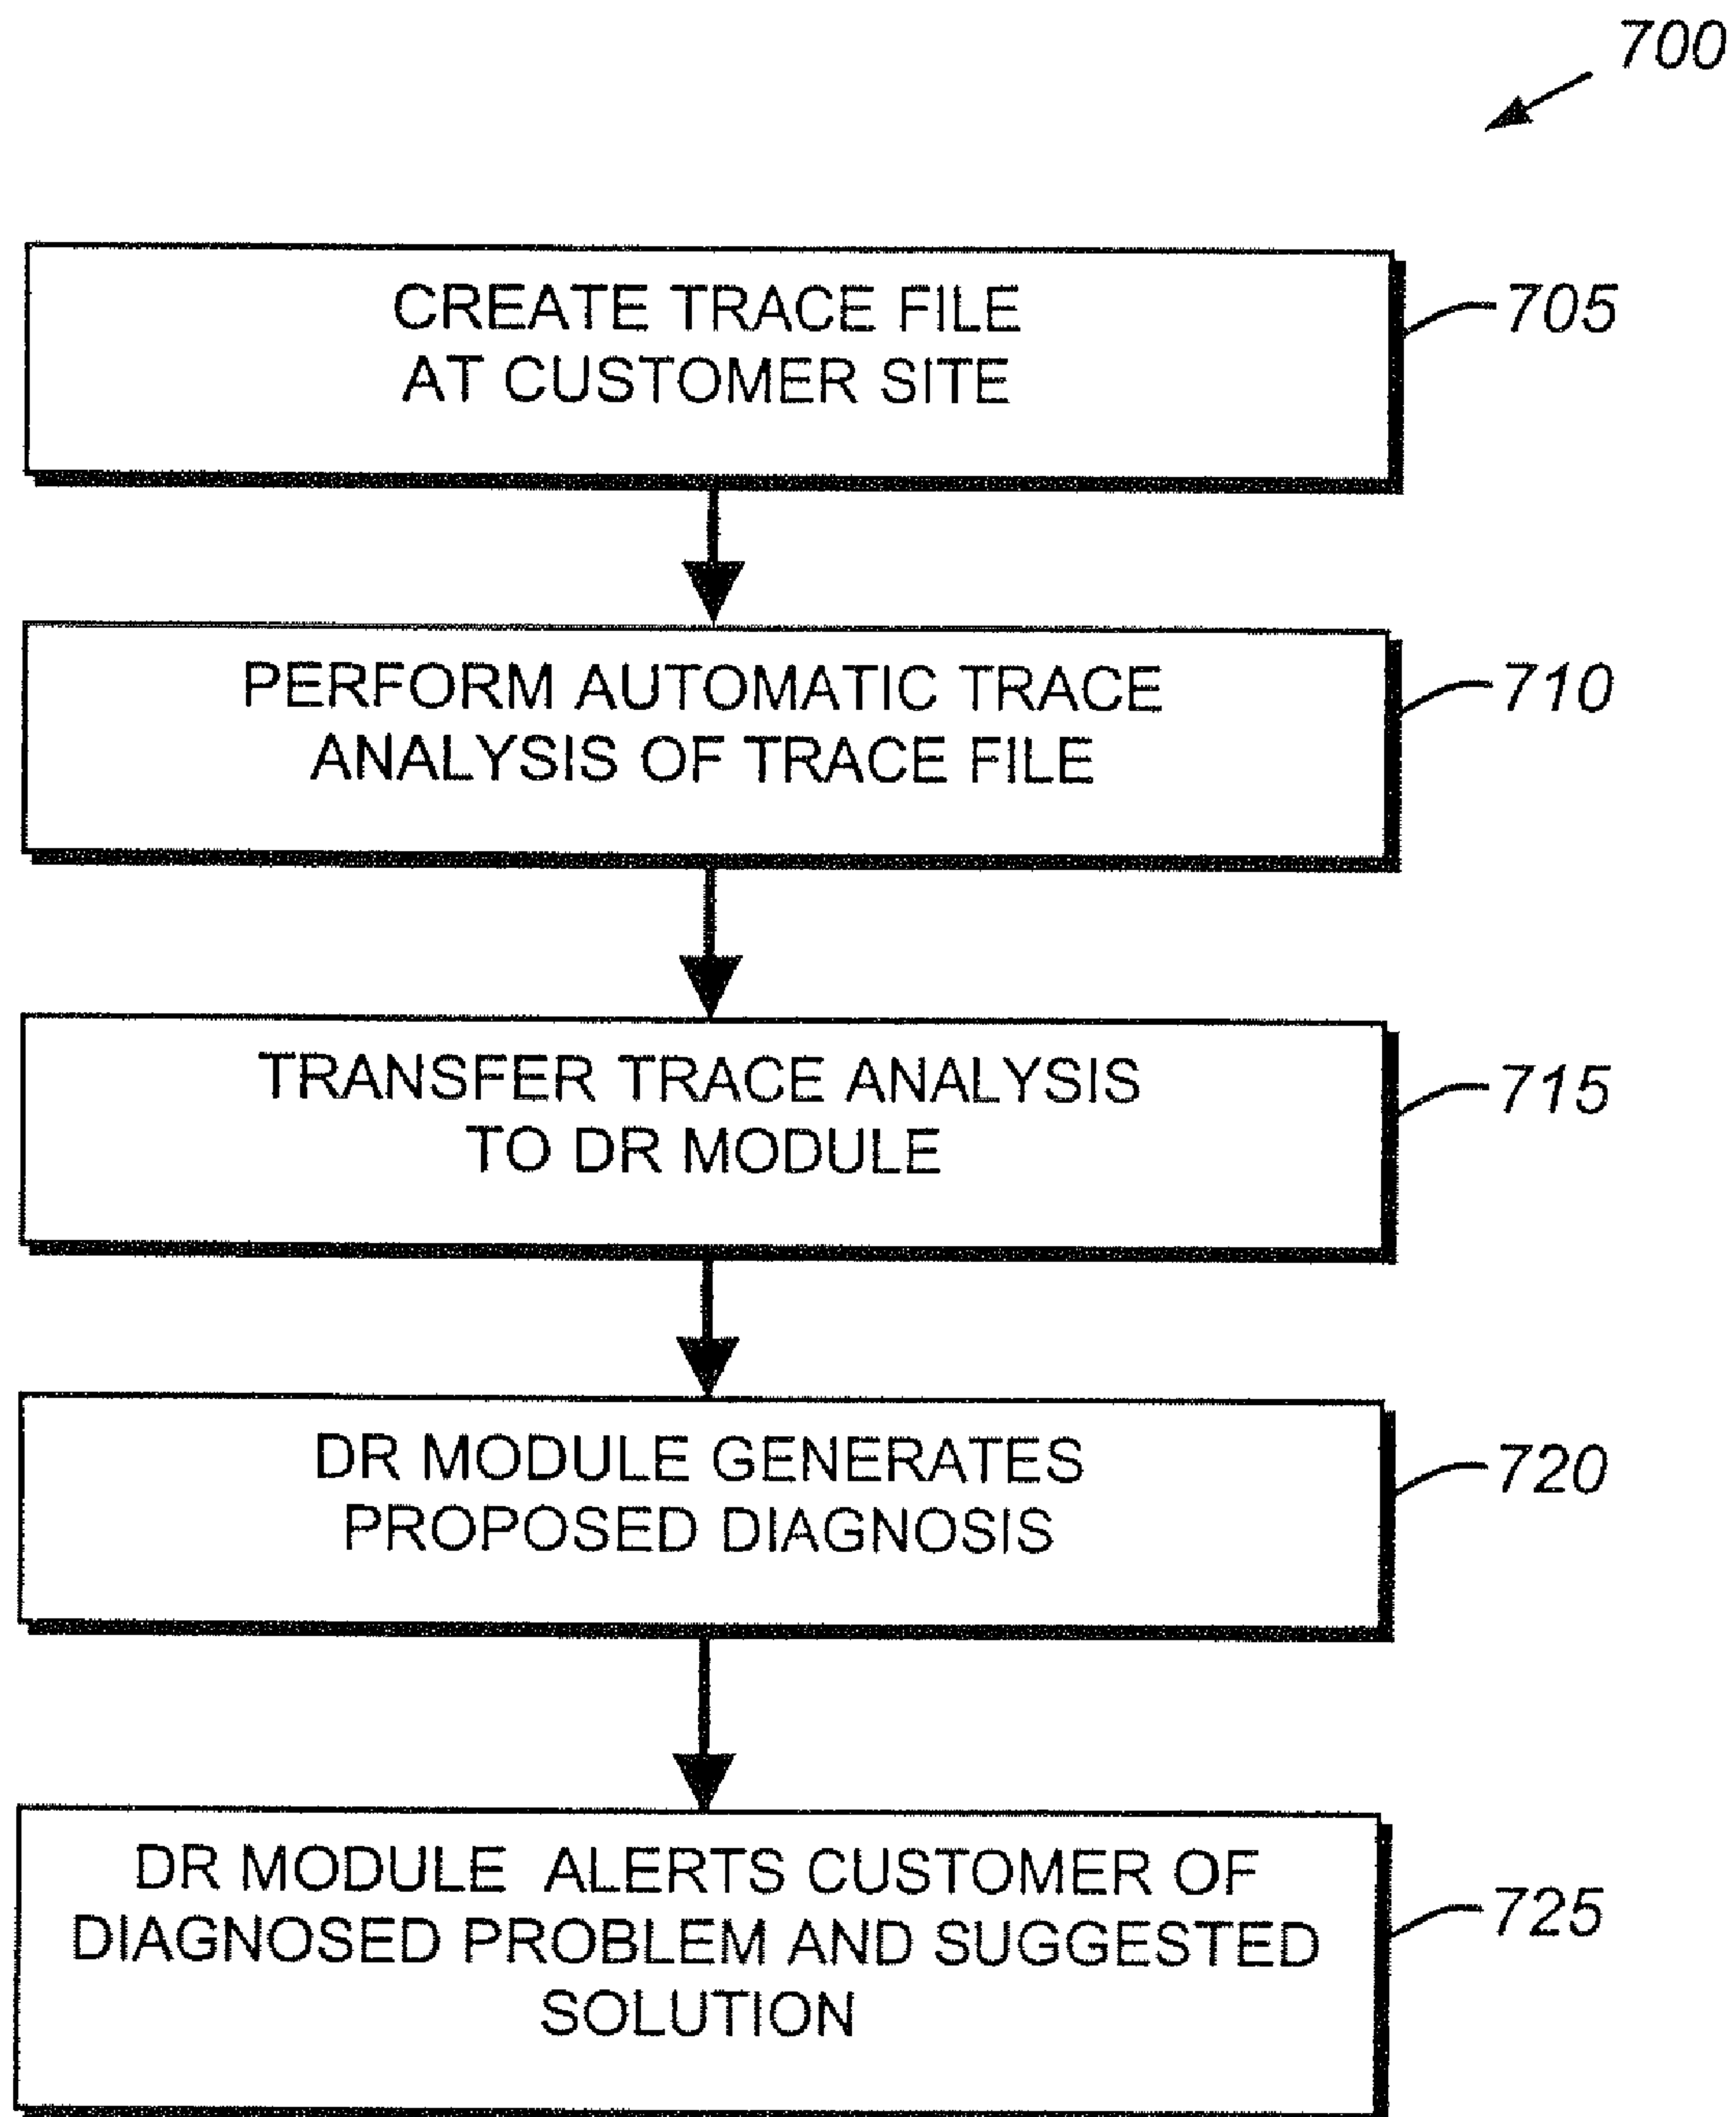 700
CREATE TRACE FILE
AT CUSTOMER SITE
705
PERFORM AUTOMATIC TRACE
ANALYSIS OF TRACE FILE
710
TRANSFER TRACE ANALYSIS
TO DR MODULE
715
DR MODULE GENERATES
PROPOSED DIAGNOSIS
720
DR MODULE ALERTS CUSTOMER OF
DIAGNOSED PROBLEM AND SUGGESTED
SOLUTION
725